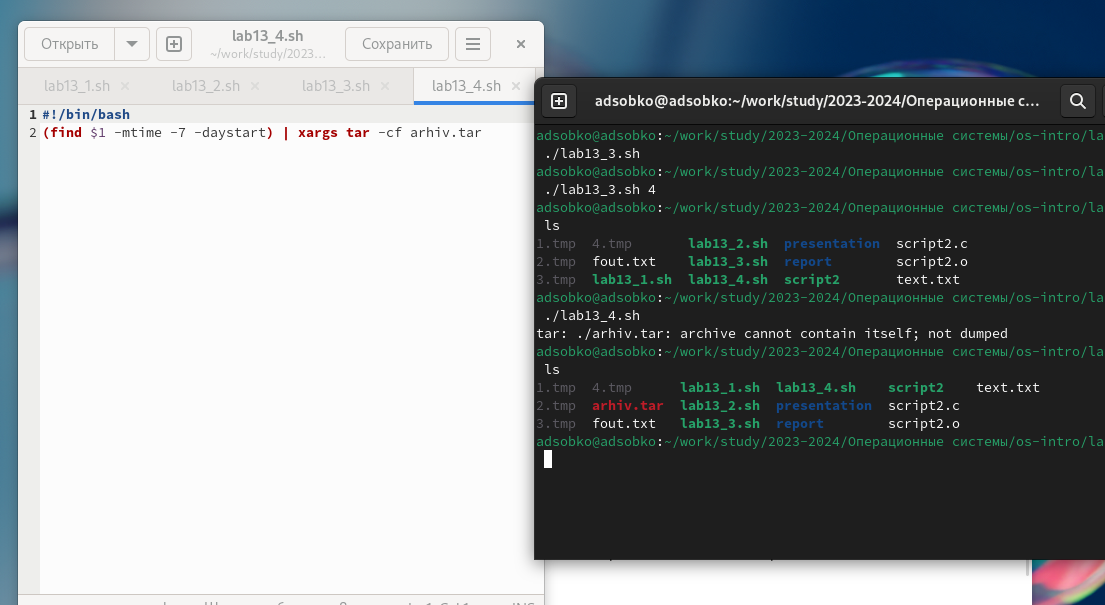 Открыть
lab13_4.sh
~/work/study/2023…
Сохранить
lab13_1.sh
lab13_2.sh
lab13_3.sh
lab13_4.sh
1 #!/bin/bash
2 (find $1 -mtime -7 -daystart) | xargs tar -cf arhiv.tar
adsobko@adsobko:~/work/study/2023-2024/Операционные с…
adsobko@adsobko:~/work/study/2023-2024/Операционные системы/os-intro/la
./lab13_3.sh
adsobko@adsobko:~/work/study/2023-2024/Операционные системы/os-intro/la
./lab13_3.sh 4
adsobko@adsobko:~/work/study/2023-2024/Операционные системы/os-intro/la
ls
1.tmp 4.tmp lab13_2.sh presentation script2.c
2.tmp fout.txt lab13_3.sh report script2.o
3.tmp lab13_1.sh lab13_4.sh script2 text.txt
adsobko@adsobko:~/work/study/2023-2024/Операционные системы/os-intro/la
./lab13_4.sh
tar: ./arhiv.tar: archive cannot contain itself; not dumped
adsobko@adsobko:~/work/study/2023-2024/Операционные системы/os-intro/la
ls
1.tmp 4.tmp lab13_1.sh lab13_4.sh script2 text.txt
2.tmp arhiv.tar lab13_2.sh presentation script2.c
3.tmp fout.txt lab13_3.sh report script2.o
adsobko@adsobko:~/work/study/2023-2024/Операционные системы/os-intro/la